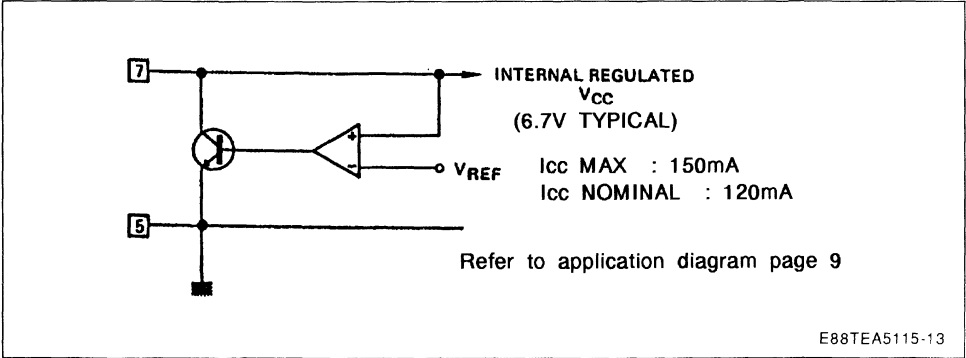 7
INTERNAL REGULATED
VCC
(6.7V TYPICAL)
+
−
VREF
Icc MAX : 150mA
Icc NOMINAL : 120mA
5
Refer to application diagram page 9
E88TEA5115-13